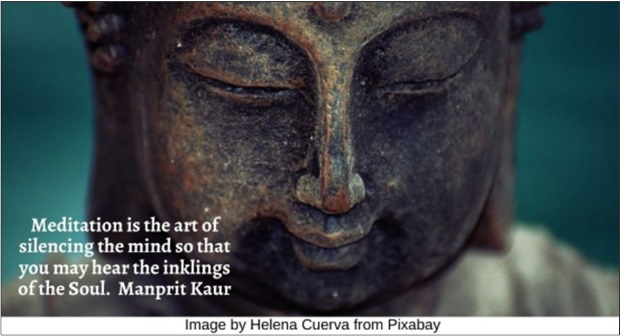 Meditation is the art of
silencing the mind so that
you may hear the inklings
of the Soul.  Manprit Kaur
Image by Helena Cuerva from Pixabay